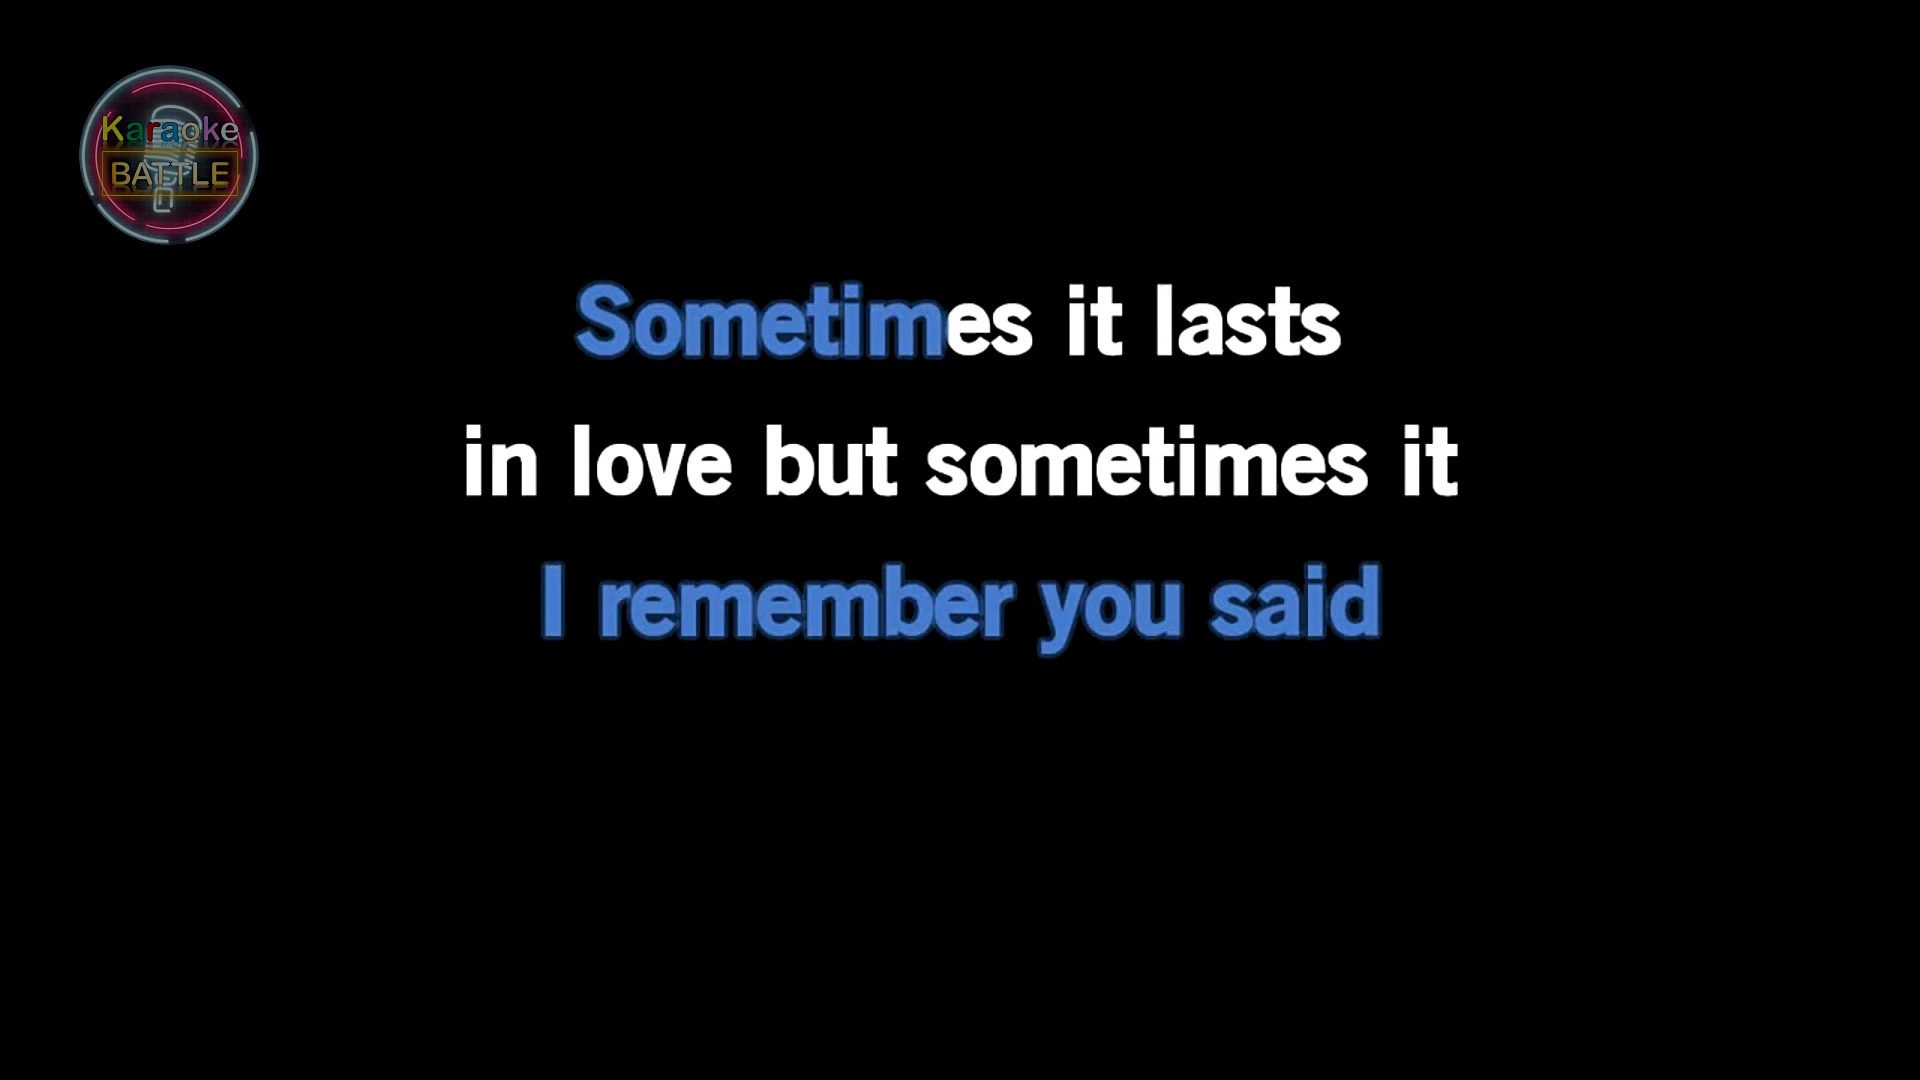 Karaoke
BATTLE
Sometimes it lasts
in love but sometimes it
I remember you said